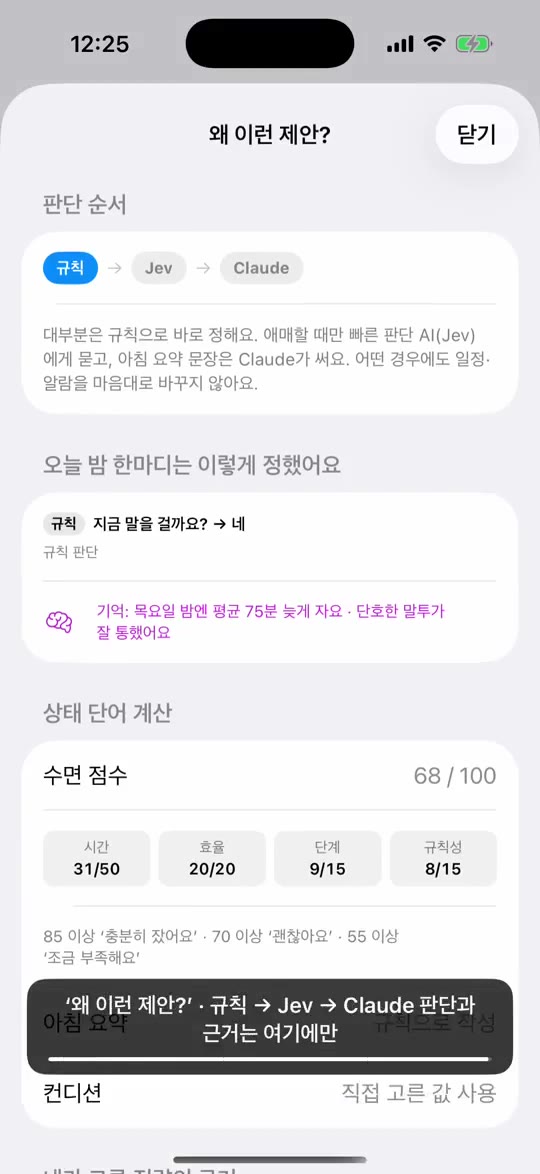 12:25
왜 이런 제안?
닫기
판단 순서
규칙 → Jev → Claude
대부분은 규칙으로 바로 정해요. 애매할 때만 빠른 판단 AI(Jev)
에게 묻고, 아침 요약 문장은 Claude가 써요. 어떤 경우에도 일정·
알람을 마음대로 바꾸지 않아요.
오늘 밤 한마디는 이렇게 정했어요
규칙 지금 말을 걸까요? → 네
규칙 판단
기억: 목요일 밤엔 평균 75분 늦게 자요 · 단호한 말투가
잘 통했어요
상태 단어 계산
수면 점수 68 / 100
시간 효율 단계 규칙성
31/50 20/20 9/15 8/15
85 이상 ‘충분히 잤어요’ · 70 이상 ‘괜찮아요’ · 55 이상
‘조금 부족해요’
‘왜 이런 제안?’ · 규칙 → Jev → Claude 판단과
근거는 여기에만
아침 요약 규칙으로 작성
컨디션 직접 고른 값 사용